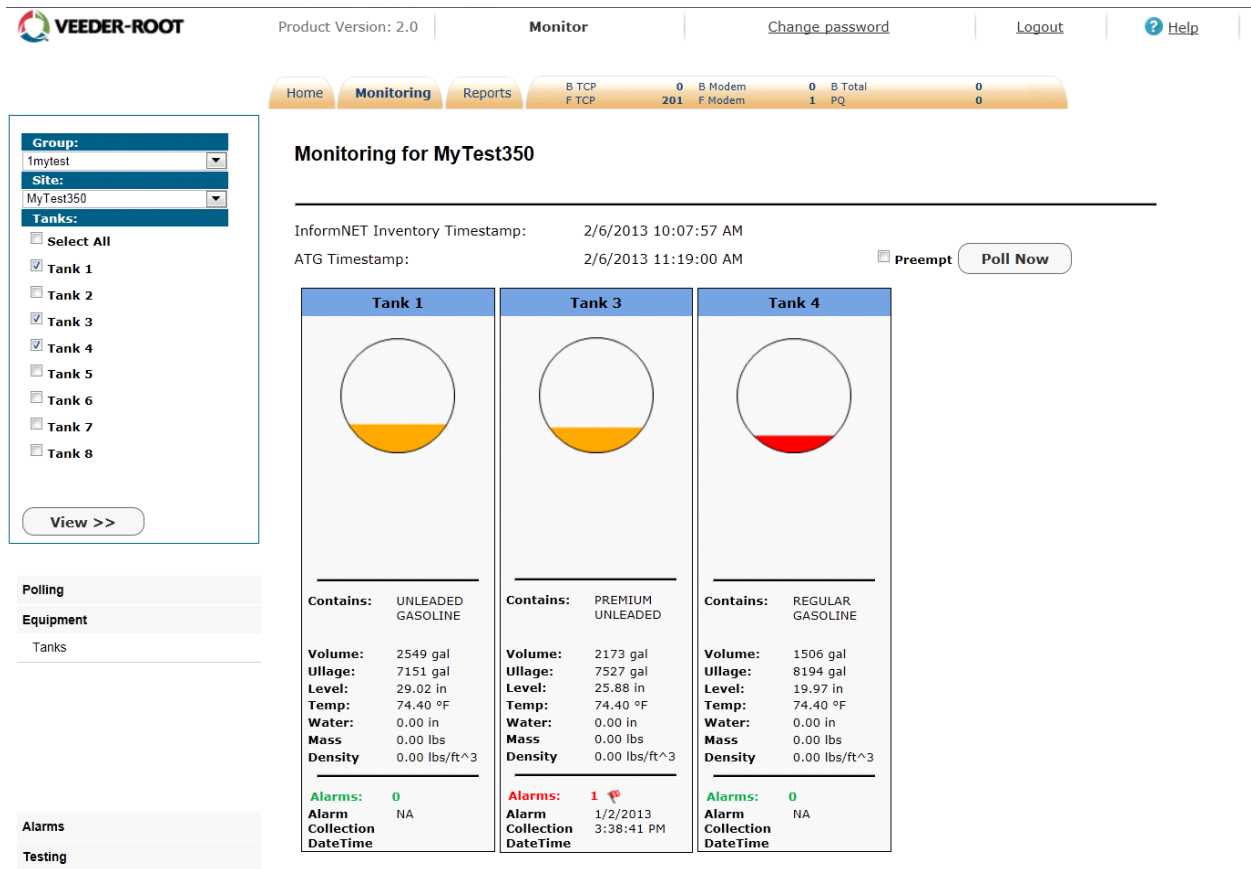 VEEDER-ROOT Product Version: 2.0 Monitor Change password Logout ? Help
Home Monitoring Reports
B TCP 0 B Modem 0 B Total 0
F TCP 201 F Modem 1 PQ 0
Group:
1mytest
Site:
MyTest350
Tanks:
Select All
Tank 1
Tank 2
Tank 3
Tank 4
Tank 5
Tank 6
Tank 7
Tank 8
View >>
Polling
Equipment
Tanks
Alarms
Testing
Monitoring for MyTest350
InformNET Inventory Timestamp: 2/6/2013 10:07:57 AM
ATG Timestamp: 2/6/2013 11:19:00 AM
Preempt Poll Now
Tank 1
Contains: UNLEADED
GASOLINE
Volume: 2549 gal
Ullage: 7151 gal
Level: 29.02 in
Temp: 74.40 ºF
Water: 0.00 in
Mass 0.00 lbs
Density 0.00 lbs/ft^3
Alarms: 0
Alarm NA
Collection
DateTime
Tank 3
Contains: PREMIUM
UNLEADED
Volume: 2173 gal
Ullage: 7527 gal
Level: 25.88 in
Temp: 74.40 ºF
Water: 0.00 in
Mass 0.00 lbs
Density 0.00 lbs/ft^3
Alarms: 1
Alarm 1/2/2013
Collection 3:38:41 PM
DateTime
Tank 4
Contains: REGULAR
GASOLINE
Volume: 1506 gal
Ullage: 8194 gal
Level: 19.97 in
Temp: 74.40 ºF
Water: 0.00 in
Mass 0.00 lbs
Density 0.00 lbs/ft^3
Alarms: 0
Alarm NA
Collection
DateTime